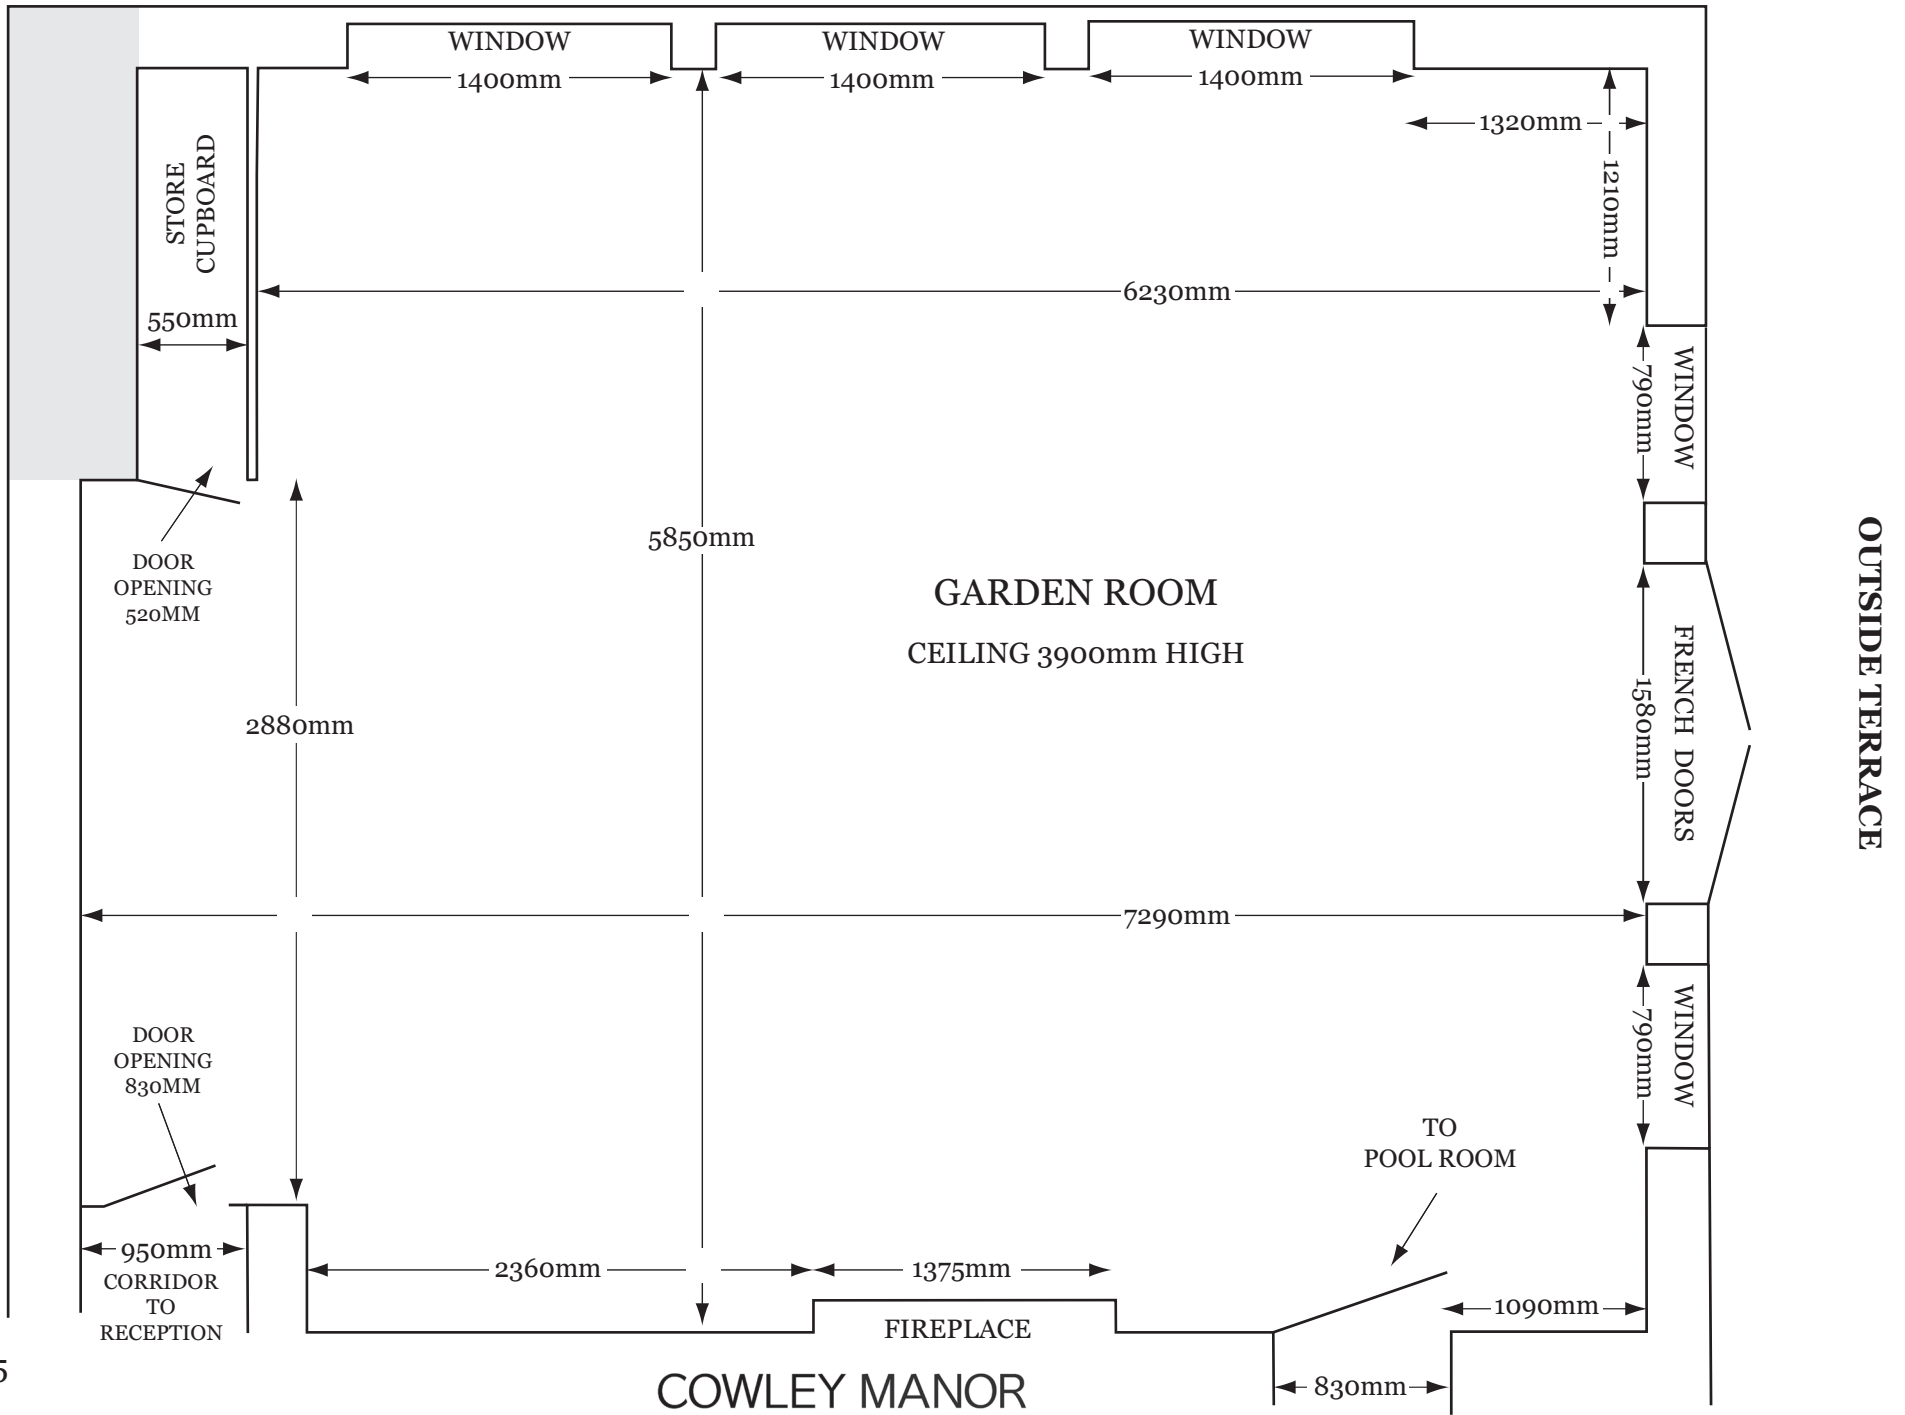 WINDOW
1400mm
WINDOW
1400mm
WINDOW
1400mm
1320mm
1210mm
STORE
CUPBOARD
550mm
6230mm
WINDOW
790mm
DOOR
OPENING
520MM
5850mm
GARDEN ROOM
CEILING 3900mm HIGH
2880mm
FRENCH DOORS
1580mm
OUTSIDE TERRACE
7290mm
WINDOW
790mm
DOOR
OPENING
830MM
TO
POOL ROOM
950mm
CORRIDOR
TO
RECEPTION
2360mm
1375mm
FIREPLACE
1090mm
830mm
5
COWLEY MANOR